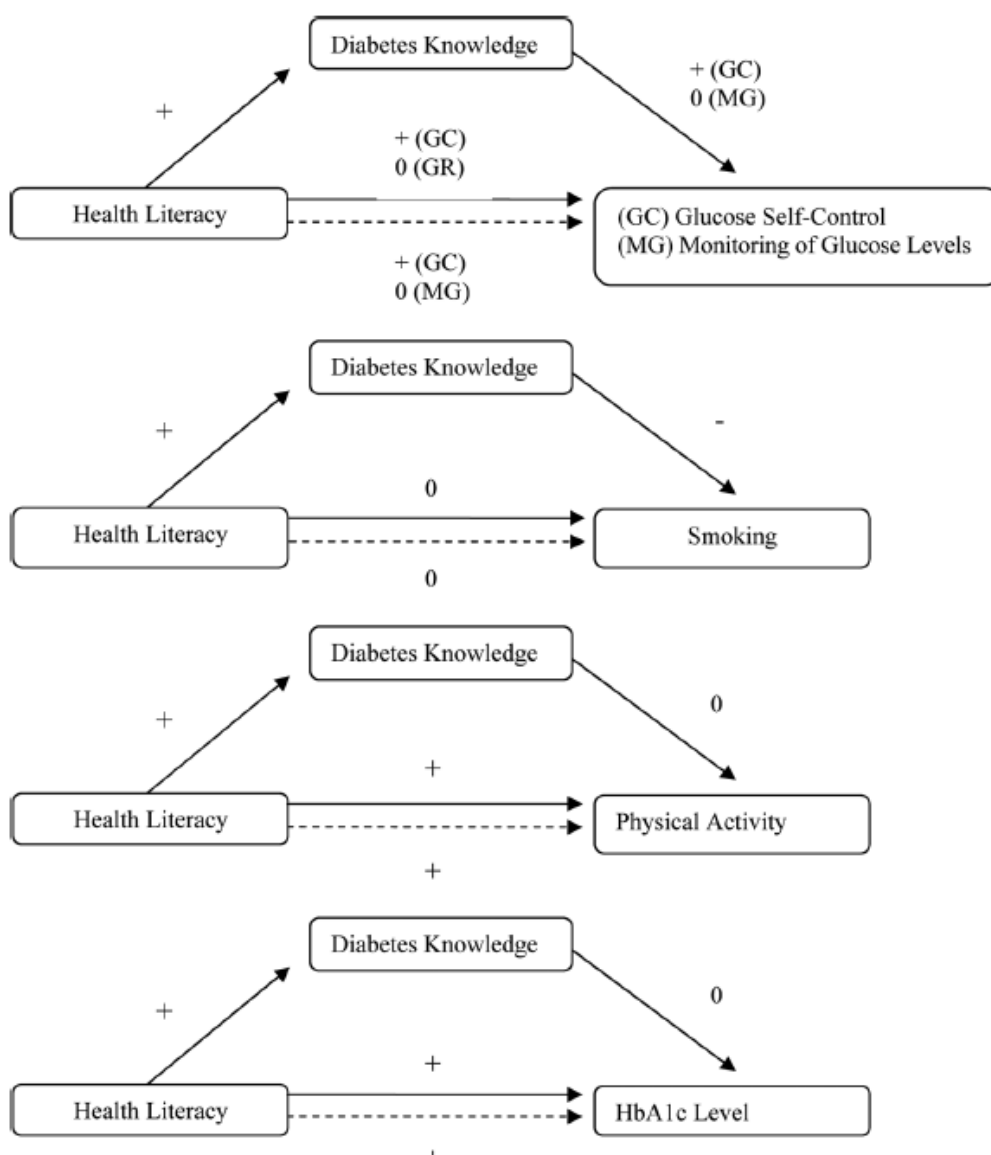 Diabetes Knowledge
+ (GC)
0 (MG)
+
+ (GC)
0 (GR)
Health Literacy
(GC) Glucose Self-Control
(MG) Monitoring of Glucose Levels
+ (GC)
0 (MG)
Diabetes Knowledge
+
-
0
Health Literacy
Smoking
0
Diabetes Knowledge
+
0
+
Health Literacy
Physical Activity
+
Diabetes Knowledge
+
0
+
Health Literacy
HbA1c Level
+